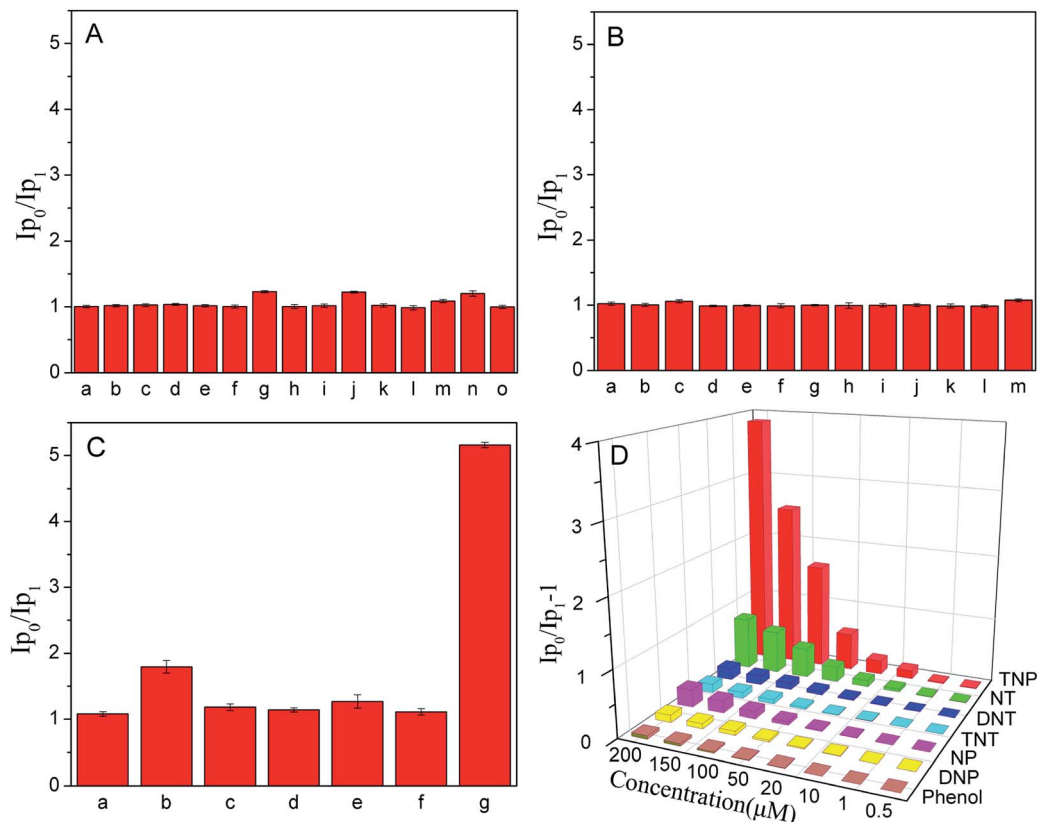 A
5
4
3
2
1
0
Ip0/Ip1
a b c d e f g h i j k l m n o
B
5
4
3
2
1
0
Ip0/Ip1
a b c d e f g h i j k l m
C
5
4
3
2
1
0
Ip0/Ip1
a b c d e f g
D
4
3
2
1
0
Ip0/Ip1-1
200 150 100 50 20 10 1 0.5
Concentration(μM)
TNP
NT
DNT
TNT
NP
DNP
Phenol